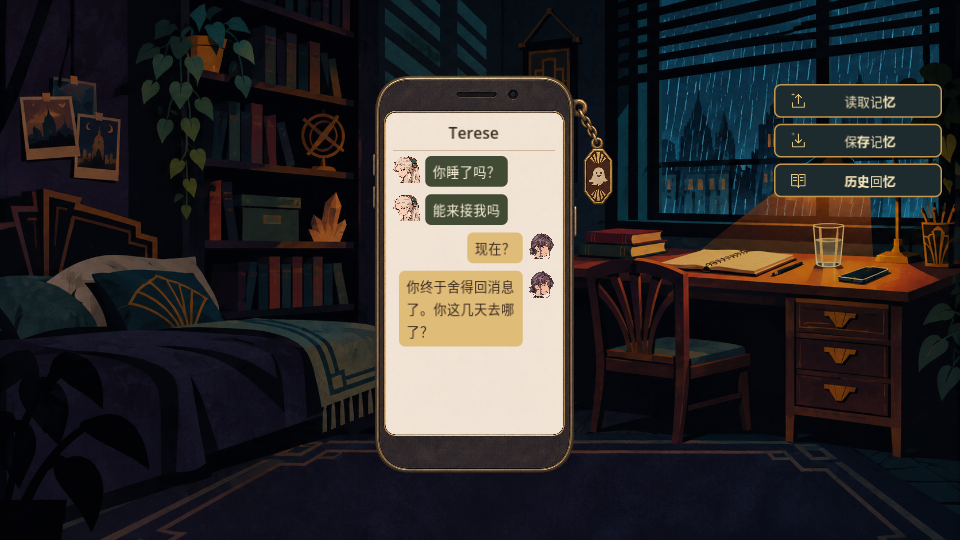 Terese
你睡了吗？
能来接我吗
现在？
你终于舍得回消息
了。你这几天去哪
了？
读取记忆
保存记忆
历史回忆